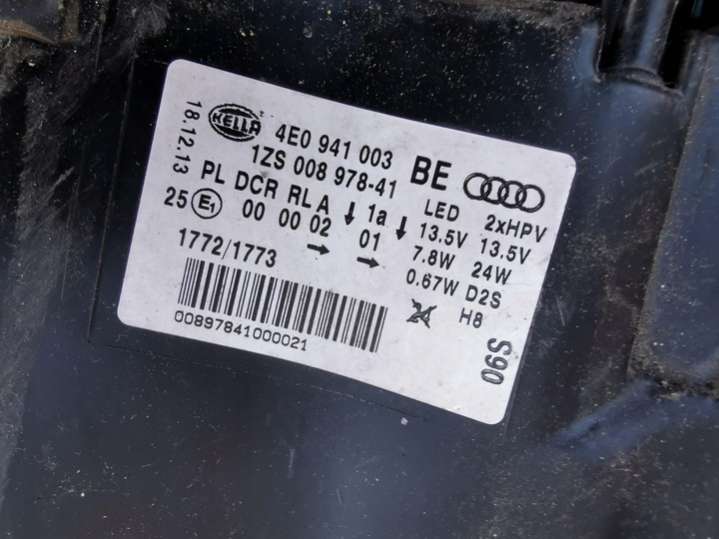 18.12.13
HELLA
4E0 941 003 BE
1ZS 008 978-41
PL DCR RL A ↓ 1a ↓
25 E1 00 00 02 → 01 →
1772/1773
00897841000021
LED 2xHPV
13.5V 13.5V
7.8W 24W
0.67W D2S
H8
S90